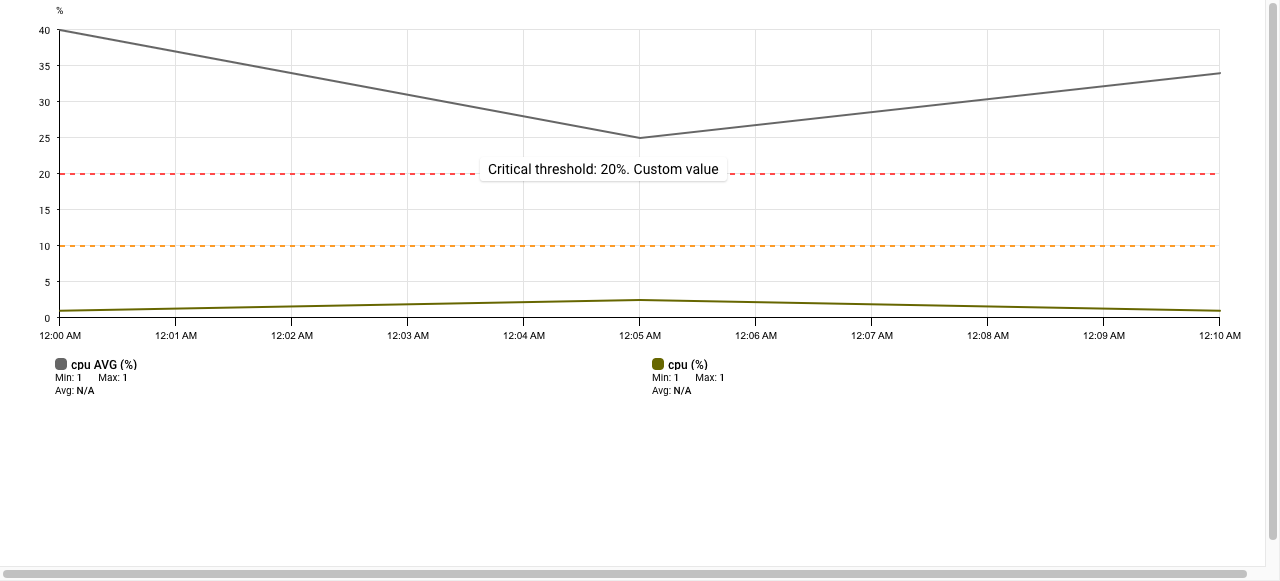 %
40
35
30
25
Critical threshold: 20%. Custom value
20
15
10
5
0
12:00 AM 12:01 AM 12:02 AM 12:03 AM 12:04 AM 12:05 AM 12:06 AM 12:07 AM 12:08 AM 12:09 AM 12:10 AM
cpu AVG (%) cpu (%)
Min: 1 Max: 1 Min: 1 Max: 1
Avg: N/A Avg: N/A